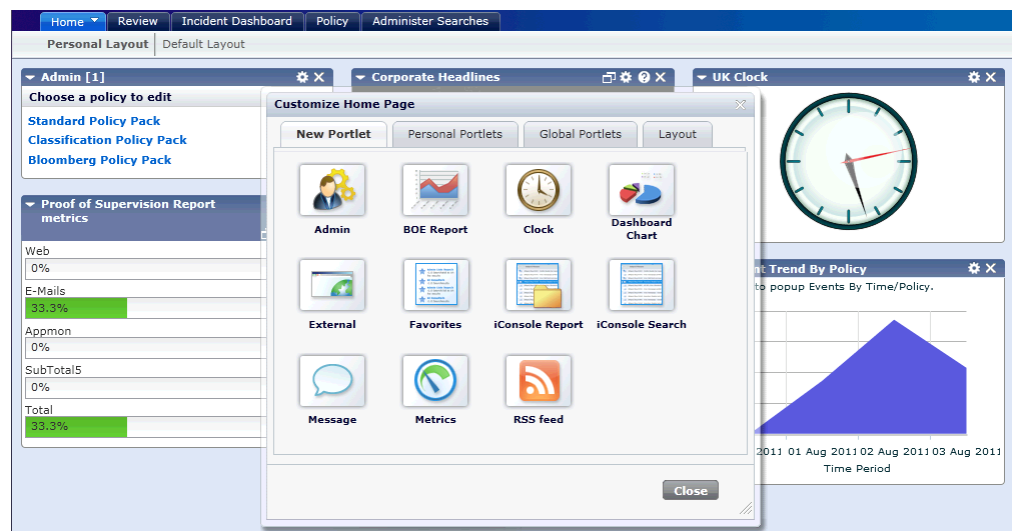 Home Review Incident Dashboard Policy Administer Searches
Personal Layout Default Layout
Admin [1]
Choose a policy to edit
Standard Policy Pack
Classification Policy Pack
Bloomberg Policy Pack
Proof of Supervision Report
metrics
Web
0%
E-Mails
33.3%
Appmon
0%
SubTotal5
0%
Total
33.3%
Corporate Headlines
Customize Home Page
New Portlet Personal Portlets Global Portlets Layout
Admin BOE Report Clock Dashboard
Chart
External Favorites iConsole Report iConsole Search
Message Metrics RSS feed
Close
UK Clock
t Trend By Policy
to popup Events By Time/Policy.
2011 01 Aug 2011 02 Aug 2011 03 Aug 2011
Time Period